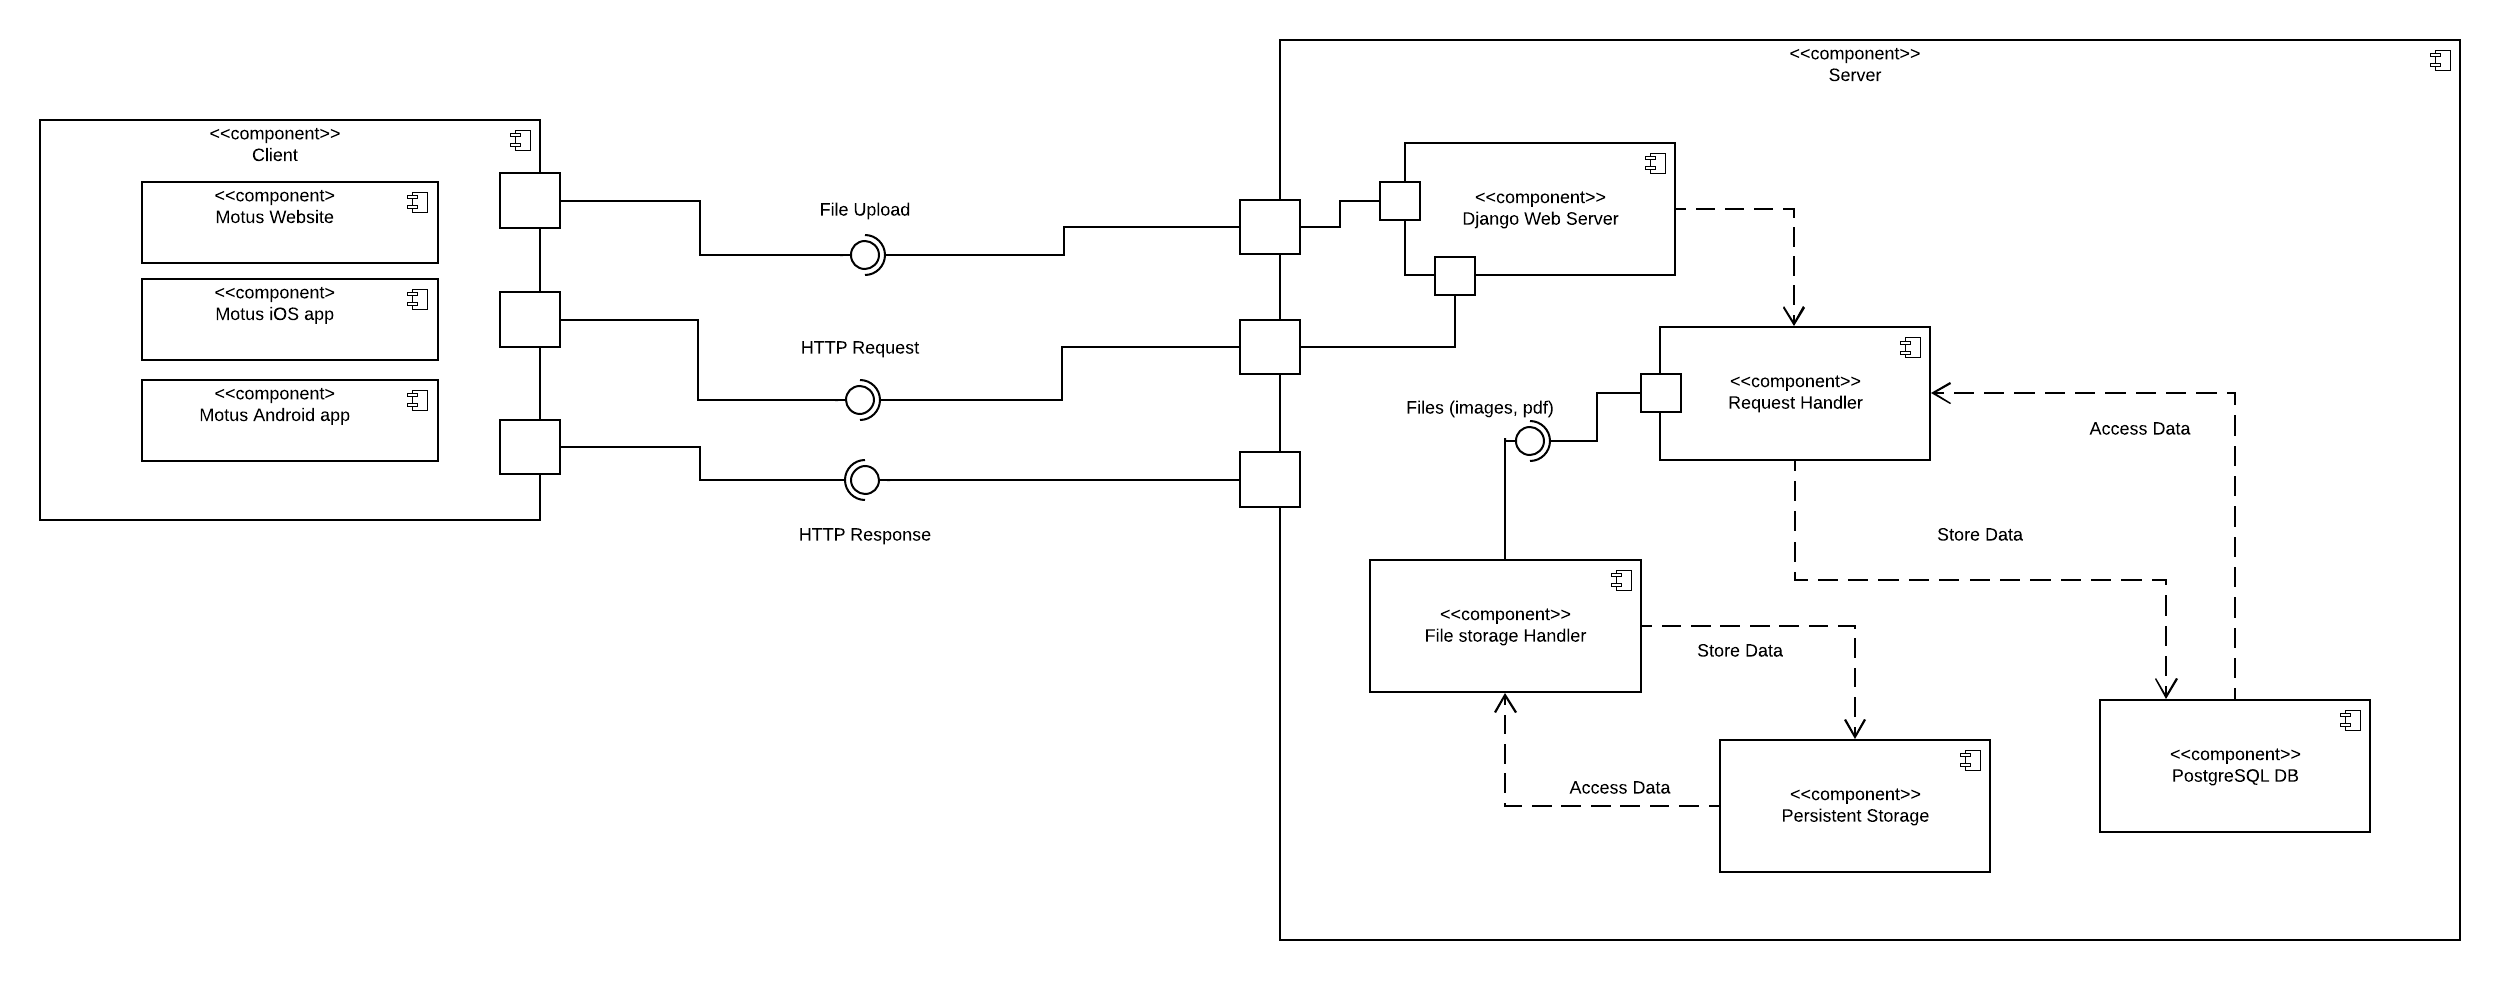 <<component>>
Client
<<component>
Motus Website
<<component>
Motus iOS app
<<component>
Motus Android app
File Upload
HTTP Request
HTTP Response
<<component>>
Server
<<component>>
Django Web Server
<<component>>
Request Handler
Files (images, pdf)
Access Data
Store Data
<<component>>
File storage Handler
Store Data
Access Data
<<component>>
Persistent Storage
<<component>>
PostgreSQL DB